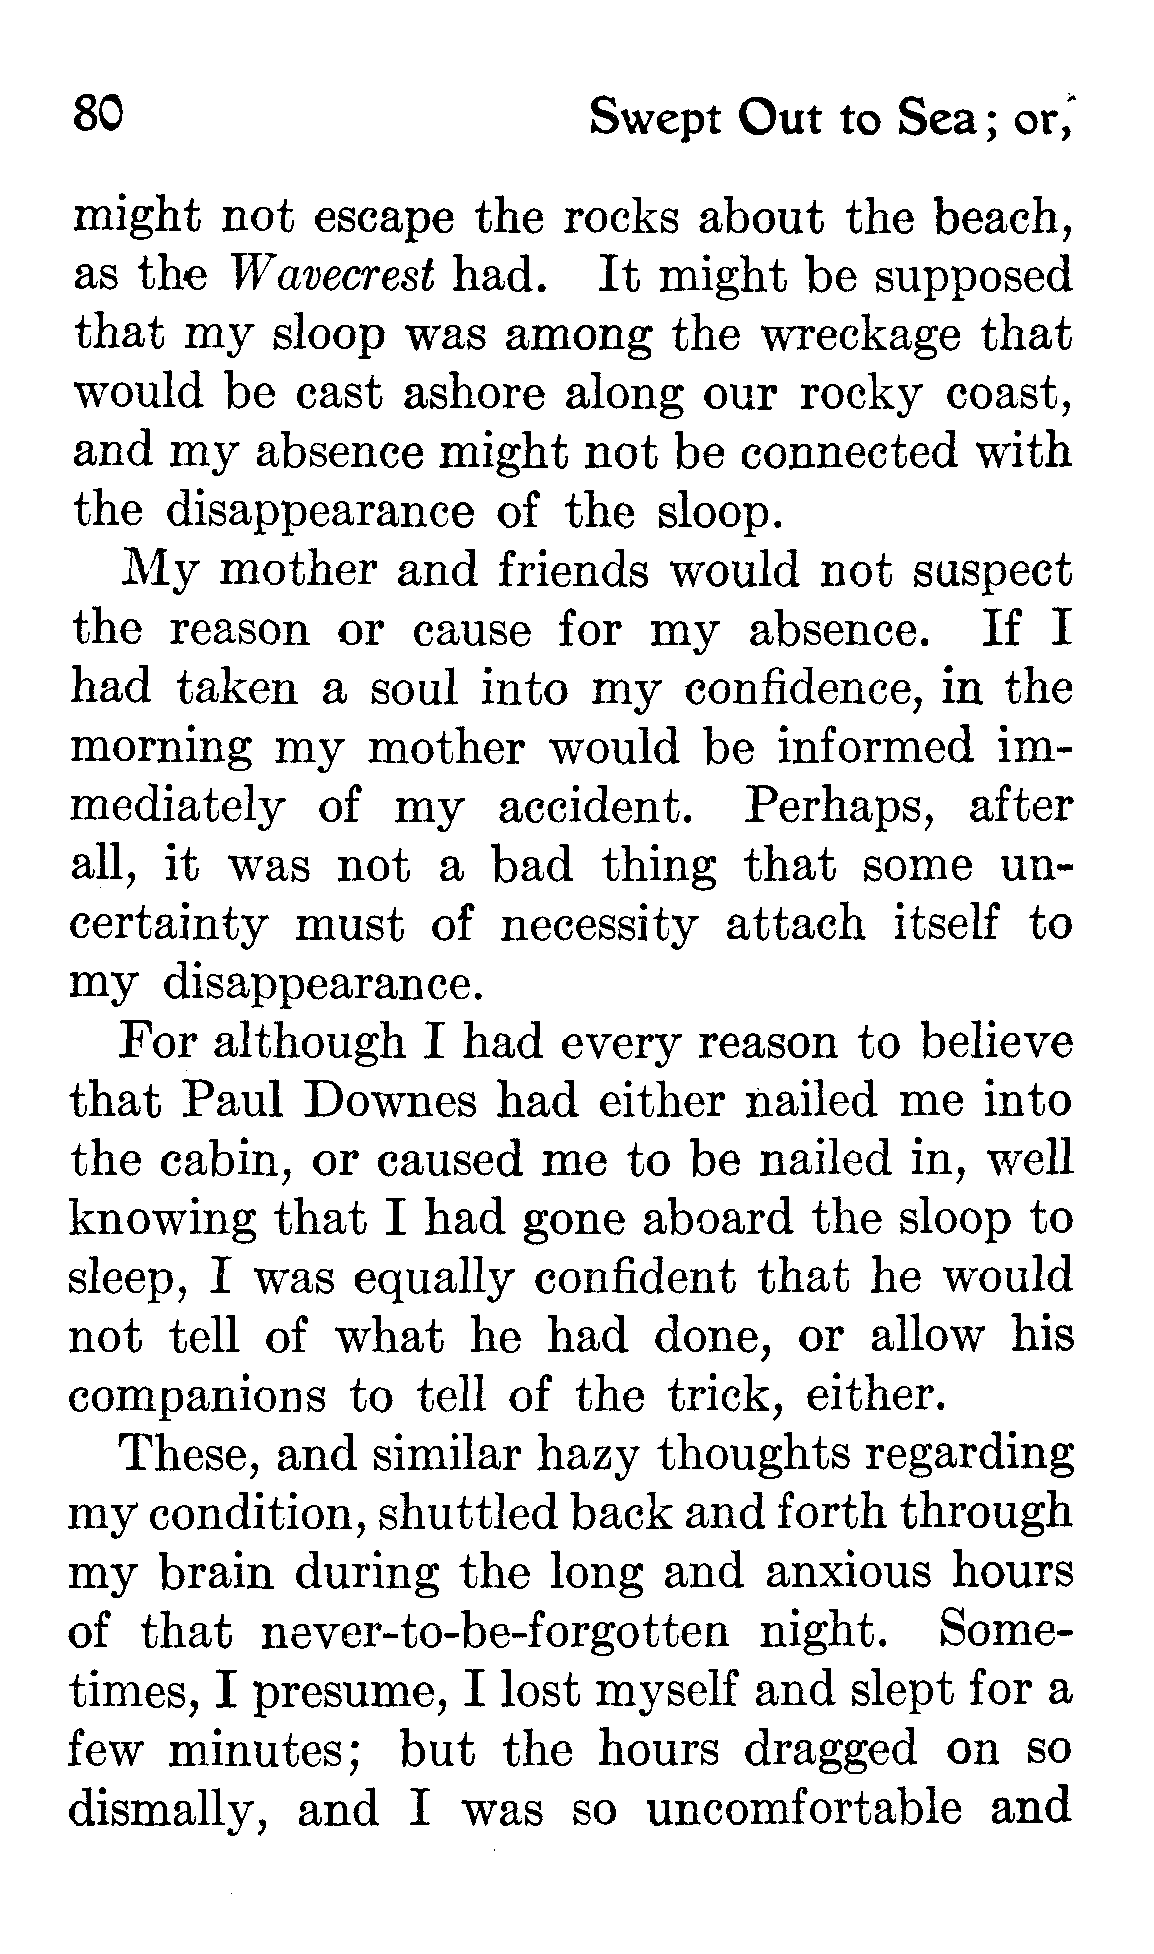 80 Swept Out to Sea; or,
might not escape the rocks about the beach,
as the Wavecrest had. It might be supposed
that my sloop was among the wreckage that
would be cast ashore along our rocky coast,
and my absence might not be connected with
the disappearance of the sloop.
My mother and friends would not suspect
the reason or cause for my absence. If I
had taken a soul into my confidence, in the
morning my mother would be informed im-
mediately of my accident. Perhaps, after
all, it was not a bad thing that some un-
certainty must of necessity attach itself to
my disappearance.
For although I had every reason to believe
that Paul Downes had either nailed me into
the cabin, or caused me to be nailed in, well
knowing that I had gone aboard the sloop to
sleep, I was equally confident that he would
not tell of what he had done, or allow his
companions to tell of the trick, either.
These, and similar hazy thoughts regarding
my condition, shuttled back and forth through
my brain during the long and anxious hours
of that never-to-be-forgotten night. Some-
times, I presume, I lost myself and slept for a
few minutes; but the hours dragged on so
dismally, and I was so uncomfortable and